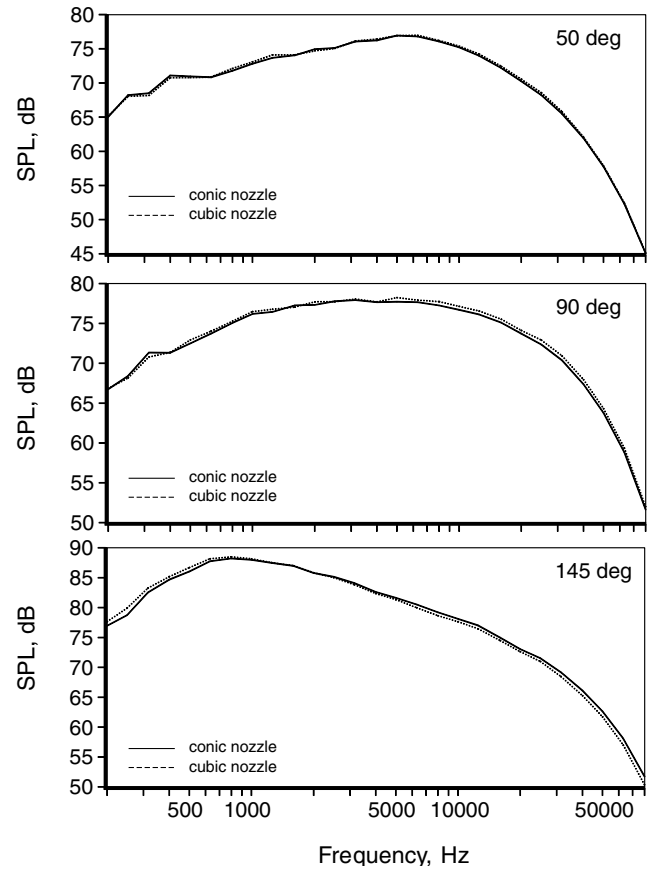 80
50 deg
75
70
65
60
55
50
45
SPL, dB
conic nozzle
cubic nozzle
80
90 deg
75
70
65
60
55
50
SPL, dB
conic nozzle
cubic nozzle
90
145 deg
85
80
75
70
65
60
55
50
SPL, dB
conic nozzle
cubic nozzle
500 1000 5000 10000 50000
Frequency, Hz